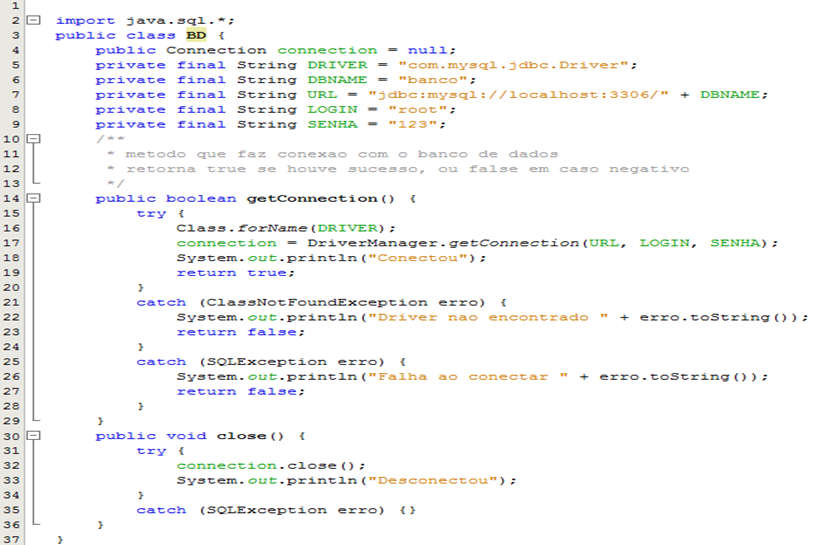 1
2 import java.sql.*;
3 public class BD {
4 public Connection connection = null;
5 private final String DRIVER = "com.mysql.jdbc.Driver";
6 private final String DBNAME = "banco";
7 private final String URL = "jdbc:mysql://localhost:3306/" + DBNAME;
8 private final String LOGIN = "root";
9 private final String SENHA = "123";
10 /**
11 * metodo que faz conexao com o banco de dados
12 * retorna true se houve sucesso, ou false em caso negativo
13 */
14 public boolean getConnection() {
15 try {
16 Class.forName(DRIVER);
17 connection = DriverManager.getConnection(URL, LOGIN, SENHA);
18 System.out.println("Conectou");
19 return true;
20 }
21 catch (ClassNotFoundException erro) {
22 System.out.println("Driver nao encontrado " + erro.toString());
23 return false;
24 }
25 catch (SQLException erro) {
26 System.out.println("Falha ao conectar " + erro.toString());
27 return false;
28 }
29 }
30 public void close() {
31 try {
32 connection.close();
33 System.out.println("Desconectou");
34 }
35 catch (SQLException erro) {}
36 }
37 }